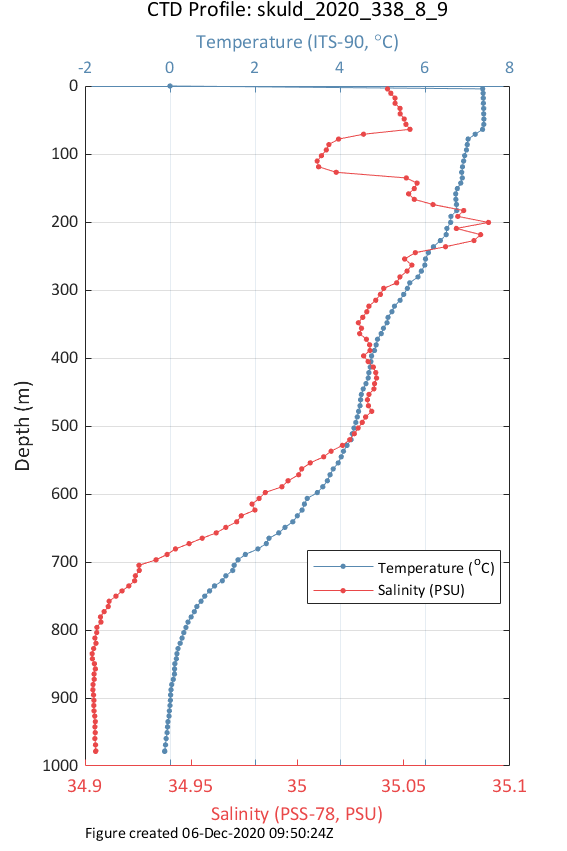 CTD Profile: skuld_2020_338_8_9
Temperature (ITS-90, °C)
-2 0 2 4 6 8
0
100
200
300
400
500
600
700
800
900
1000
Depth (m)
Temperature (°C)
Salinity (PSU)
34.9 34.95 35 35.05 35.1
Salinity (PSS-78, PSU)
Figure created 06-Dec-2020 09:50:24Z